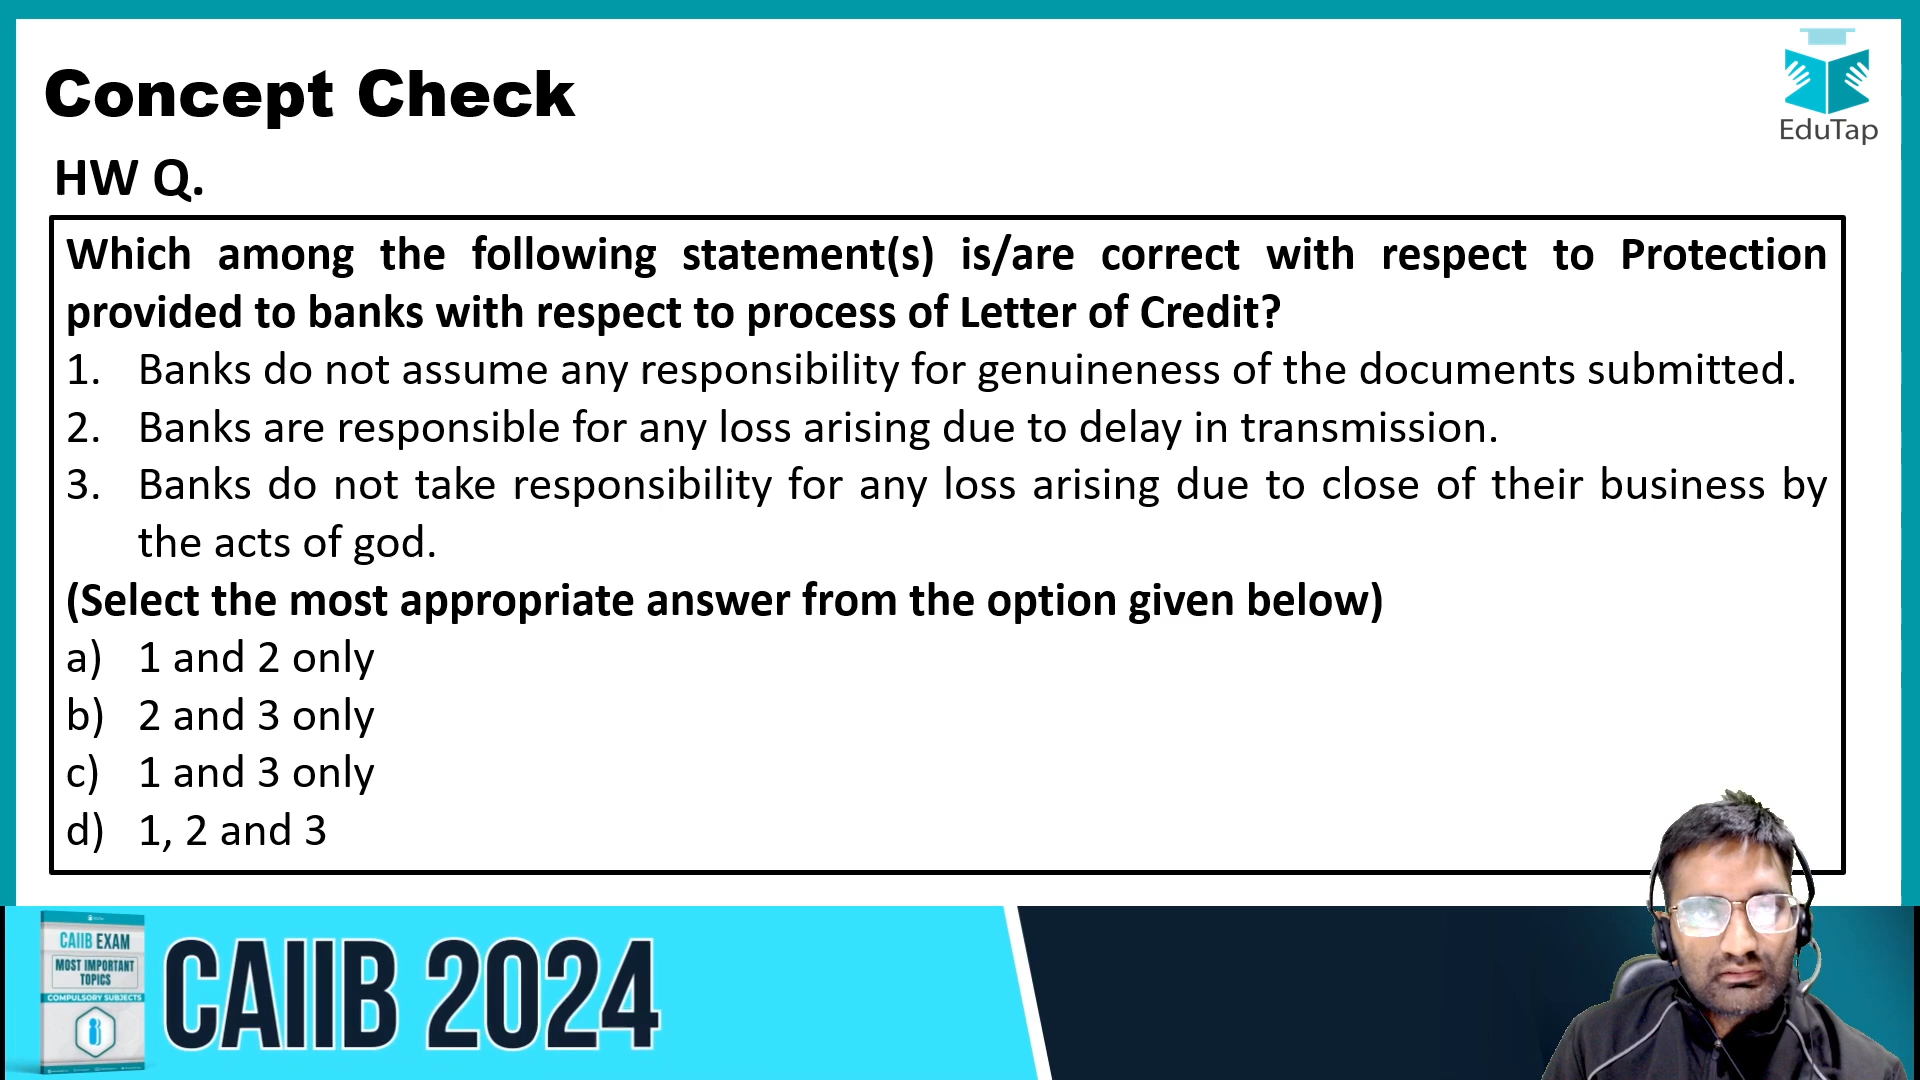 Concept Check
EduTap
HW Q.
Which among the following statement(s) is/are correct with respect to Protection
provided to banks with respect to process of Letter of Credit?
1. Banks do not assume any responsibility for genuineness of the documents submitted.
2. Banks are responsible for any loss arising due to delay in transmission.
3. Banks do not take responsibility for any loss arising due to close of their business by
the acts of god.
(Select the most appropriate answer from the option given below)
a) 1 and 2 only
b) 2 and 3 only
c) 1 and 3 only
d) 1, 2 and 3
CAIIB EXAM
MOST IMPORTANT
TOPICS
COMPULSORY SUBJECTS
CAIIB 2024